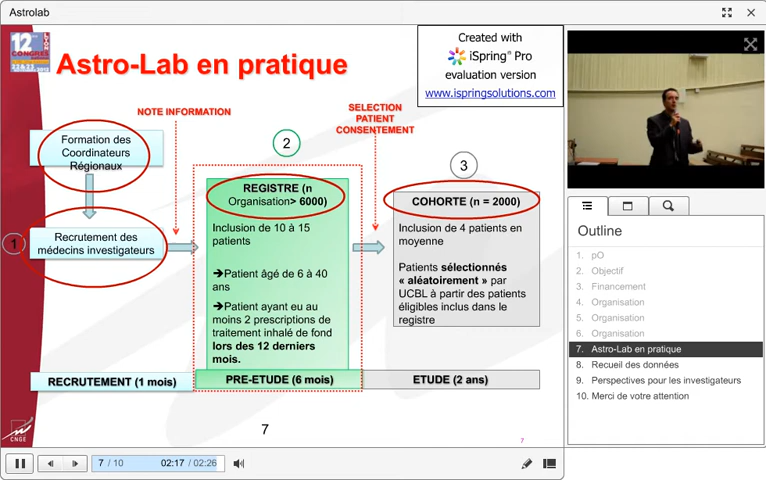 Astrolab
12ème
CONGRES
Created with
iSpring® Pro
evaluation version
www.ispringsolutions.com
Astro-Lab en pratique
NOTE INFORMATION
SELECTION
PATIENT
CONSENTEMENT
Formation des
Coordinateurs
Régionaux
2
3
REGISTRE (n
Organisation> 6000)
COHORTE (n = 2000)
1
Recrutement des
médecins investigateurs
Inclusion de 10 à 15
patients
➔Patient âgé de 6 à 40
ans
➔Patient ayant eu au
moins 2 prescriptions de
traitement inhalé de fond
lors des 12 derniers
mois.
Inclusion de 4 patients en
moyenne
Patients sélectionnés
« aléatoirement » par
UCBL à partir des patients
éligibles inclus dans le
registre
RECRUTEMENT (1 mois)
PRE-ETUDE (6 mois)
ETUDE (2 ans)
CNGE
7
7
7 / 10
02:17 / 02:26
Outline
1. pO
2. Objectif
3. Financement
4. Organisation
5. Organisation
6. Organisation
7. Astro-Lab en pratique
8. Recueil des données
9. Perspectives pour les investigateurs
10. Merci de votre attention